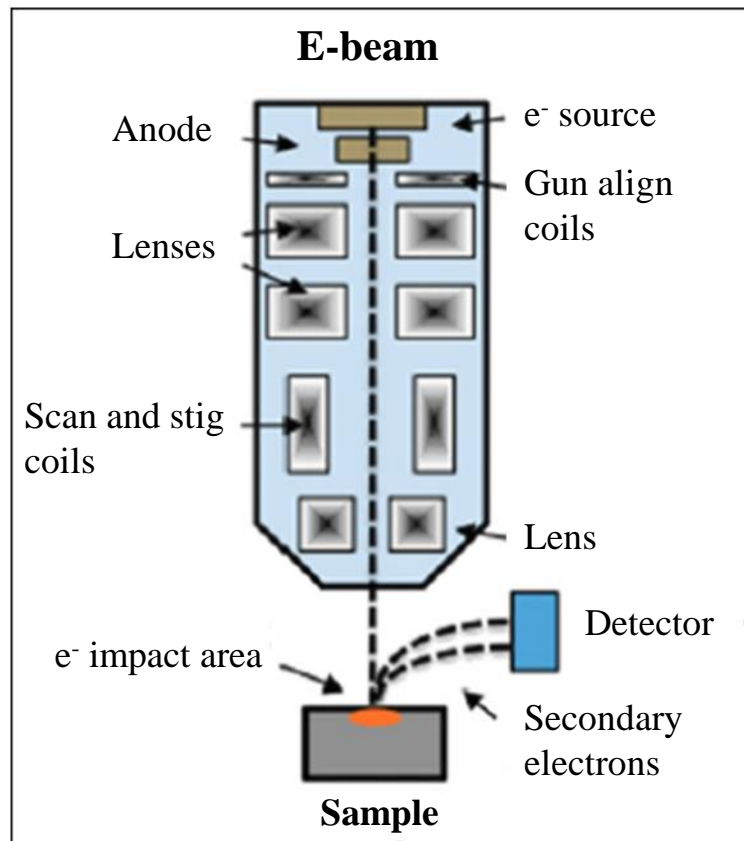 E-beam
Anode
e⁻ source
Gun align
coils
Lenses
Scan and stig
coils
Lens
Detector
e⁻ impact area
Secondary
electrons
Sample